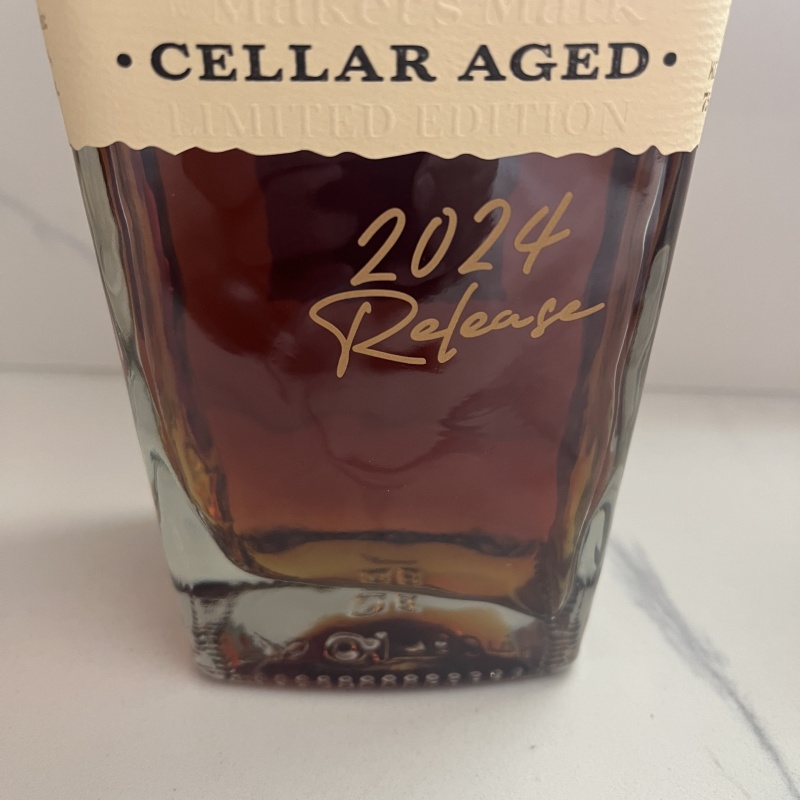 Maker's Mark
• CELLAR AGED •
LIMITED EDITION
2024
Release